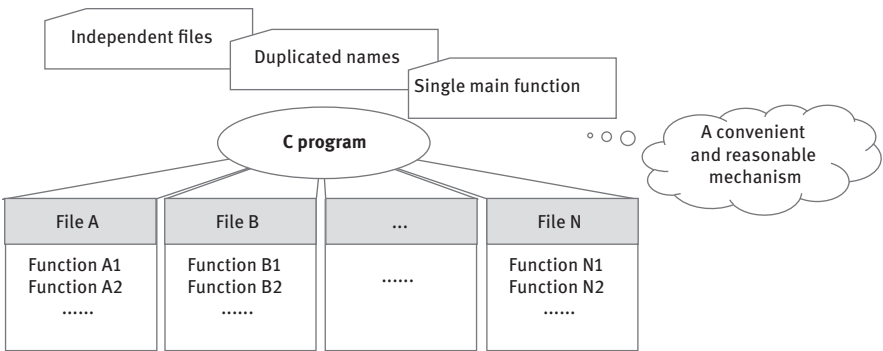 Independent files
Duplicated names
Single main function
C program
A convenient
and reasonable
mechanism
File A
File B
...
File N
Function A1
Function A2
......
Function B1
Function B2
......
......
Function N1
Function N2
......